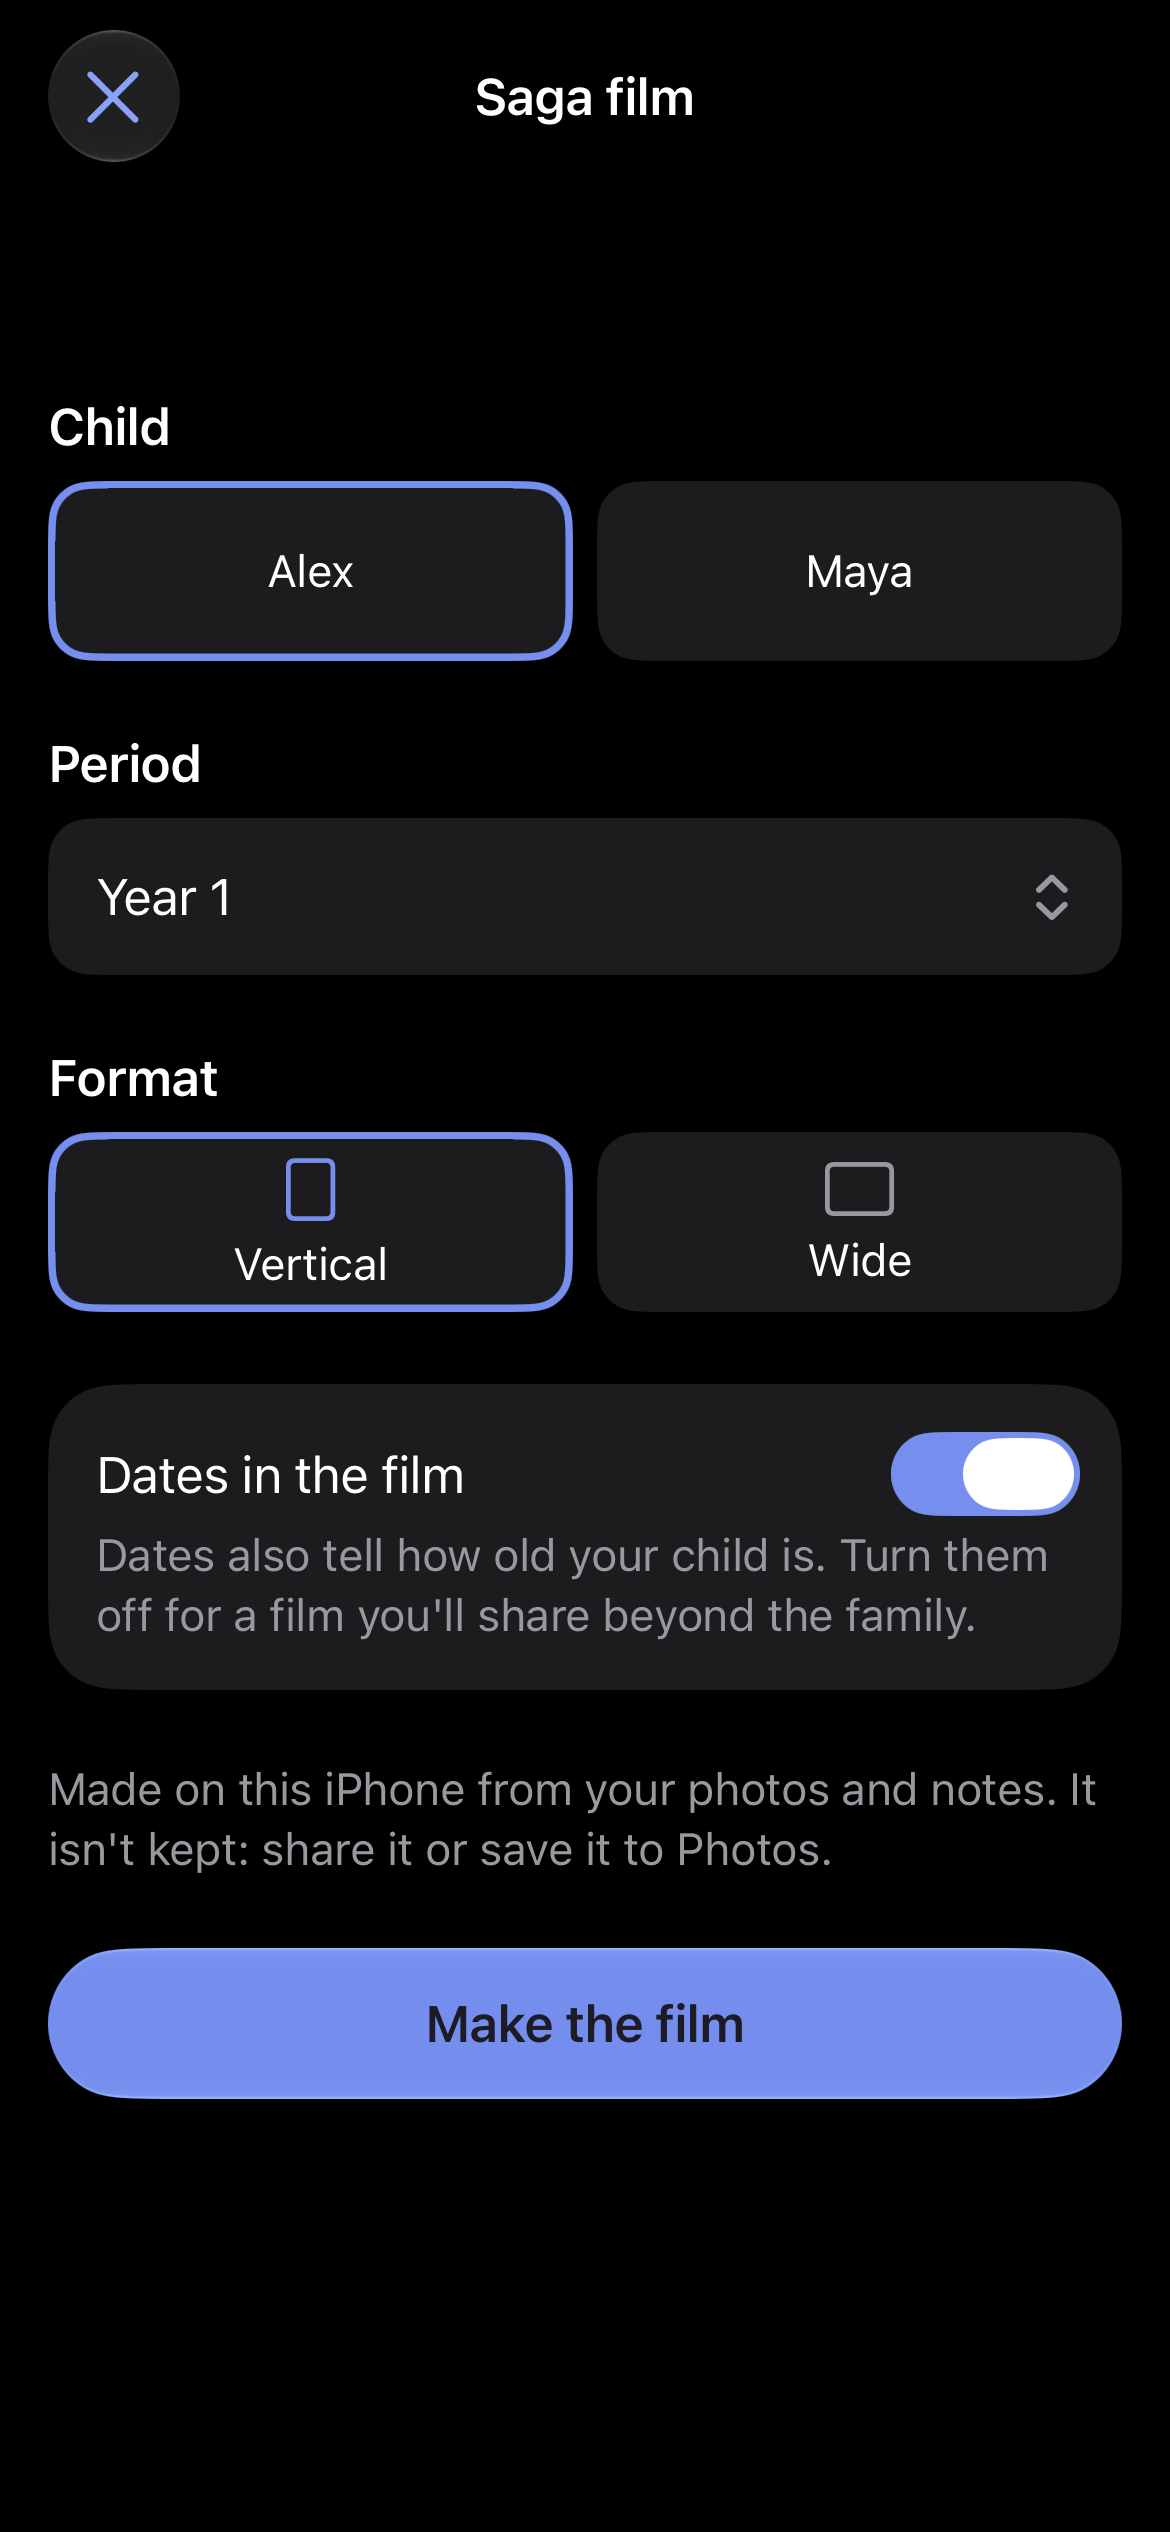 Saga film
Child
Alex
Maya
Period
Year 1
Format
Vertical
Wide
Dates in the film
Dates also tell how old your child is. Turn them
off for a film you'll share beyond the family.
Made on this iPhone from your photos and notes. It
isn't kept: share it or save it to Photos.
Make the film